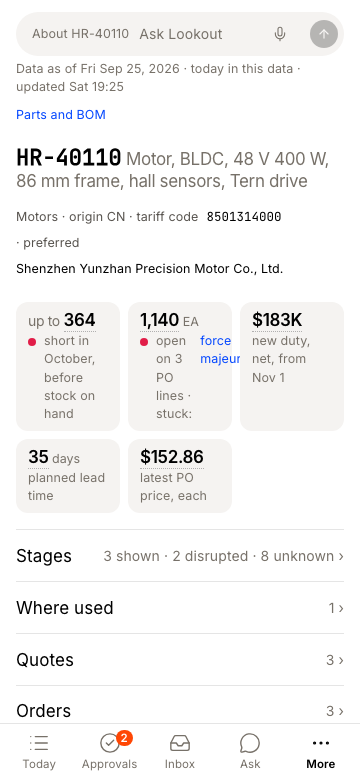 About HR-40110 Ask Lookout
Data as of Fri Sep 25, 2026 · today in this data ·
updated Sat 19:25
Parts and BOM
HR-40110 Motor, BLDC, 48 V 400 W,
86 mm frame, hall sensors, Tern drive
Motors · origin CN · tariff code 8501314000
· preferred
Shenzhen Yunzhan Precision Motor Co., Ltd.
up to 364
short in
October,
before
stock on
hand
1,140 EA
open
on 3
PO
lines ·
stuck:
force
majeur
$183K
new duty,
net, from
Nov 1
35 days
planned lead
time
$152.86
latest PO
price, each
Stages 3 shown · 2 disrupted · 8 unknown ›
Where used 1 ›
Quotes 3 ›
Orders 3 ›
2
Today Approvals Inbox Ask More